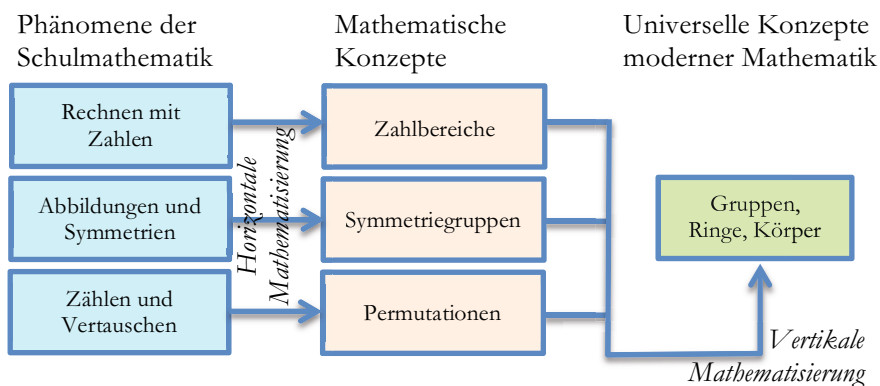 Phänomene der
Schulmathematik
Mathematische
Konzepte
Universelle Konzepte
moderner Mathematik
Rechnen mit
Zahlen
Zahlbereiche
Abbildungen und
Symmetrien
Horizontale
Mathematisierung
Symmetriegruppen
Gruppen,
Ringe, Körper
Zählen und
Vertauschen
Permutationen
Vertikale
Mathematisierung